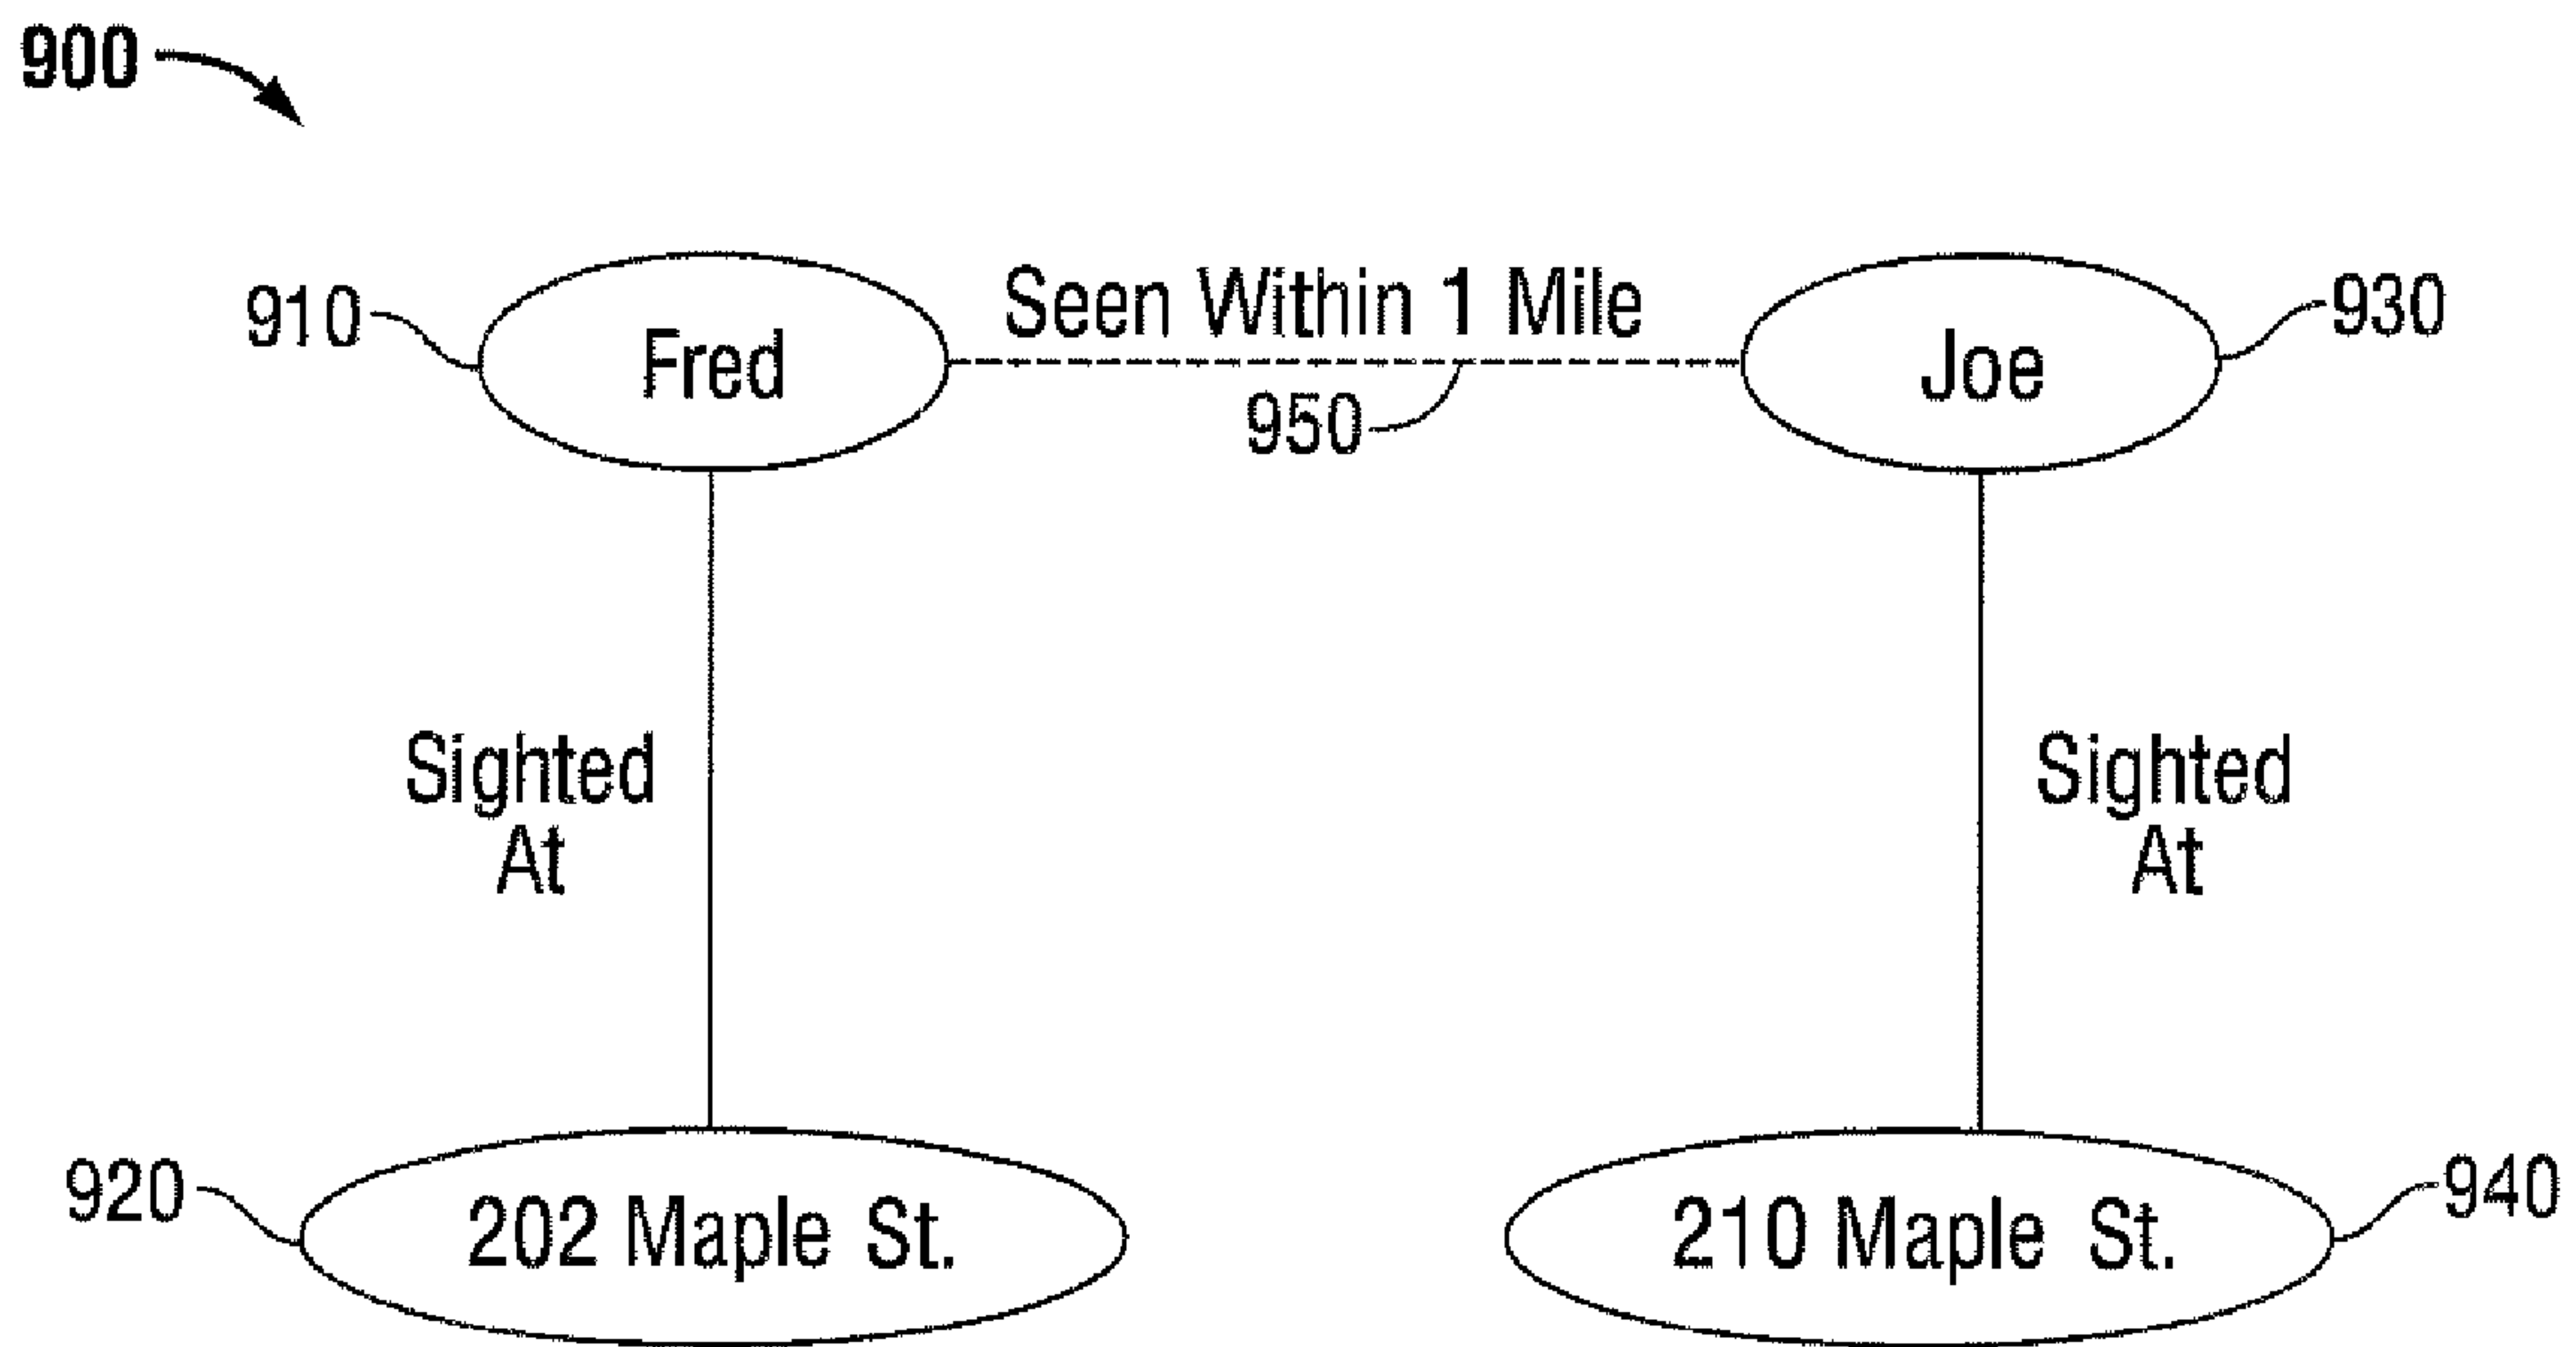 900
910
Fred
Seen Within 1 Mile
950
Joe
930
Sighted
At
Sighted
At
920
202 Maple St.
210 Maple St.
940